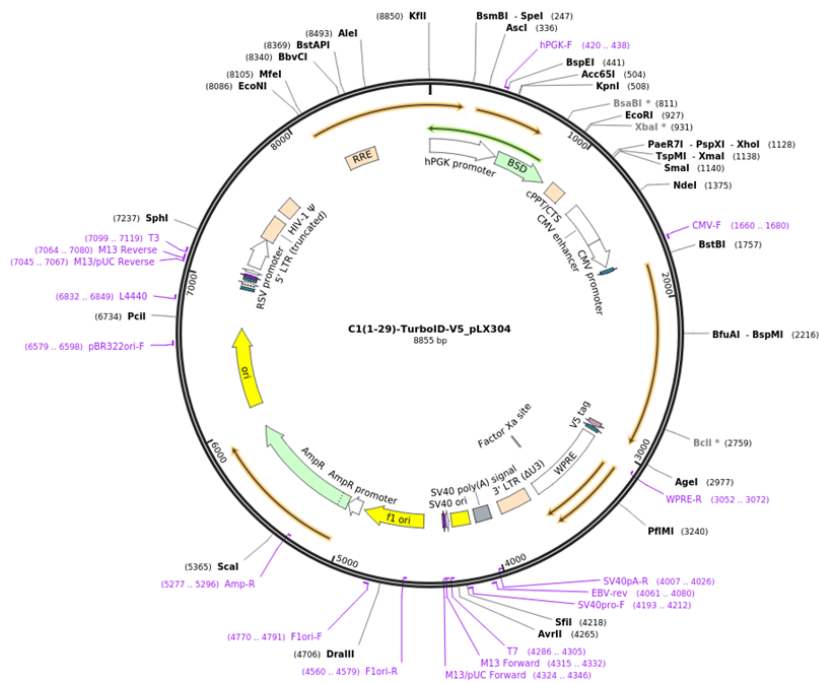 (8850) KflI
BsmBI - SpeI (247)
AscI (336)
hPGK-F (420 .. 438)
BspEI (441)
Acc65I (504)
KpnI (508)
BsaBI * (811)
EcoRI (927)
XbaI * (931)
PaeR7I - PspXI - XhoI (1128)
TspMI - XmaI (1138)
SmaI (1140)
NdeI (1375)
CMV-F (1660 .. 1680)
BstBI (1757)
BfuAI - BspMI (2216)
BclI * (2759)
AgeI (2977)
WPRE-R (3052 .. 3072)
PflMI (3240)
SV40pA-R (4007 .. 4026)
EBV-rev (4061 .. 4080)
SV40pro-F (4193 .. 4212)
SfiI (4218)
AvrII (4265)
T7 (4286 .. 4305)
M13 Forward (4315 .. 4332)
M13/pUC Forward (4324 .. 4346)
(4560 .. 4579) F1ori-R
(4706) DraIII
(4770 .. 4791) F1ori-F
(5277 .. 5296) Amp-R
(5365) ScaI
(6579 .. 6598) pBR322ori-F
(6734) PciI
(6832 .. 6849) L4440
(7045 .. 7067) M13/pUC Reverse
(7064 .. 7080) M13 Reverse
(7099 .. 7119) T3
(7237) SphI
(8086) EcoNI
(8105) MfeI
(8340) BbvCI
(8369) BstAPI
(8493) AleI
1000
2000
3000
4000
5000
6000
7000
8000
hPGK promoter
BSD
cPPT/CTS
CMV enhancer
CMV promoter
V5 tag
WPRE
Factor Xa site
3' LTR (ΔU3)
SV40 poly(A) signal
SV40 ori
f1 ori
AmpR promoter
AmpR
ori
RSV promoter
5' LTR (truncated)
HIV-1 Ψ
RRE
C1(1-29)-TurboID-V5_pLX304
8855 bp